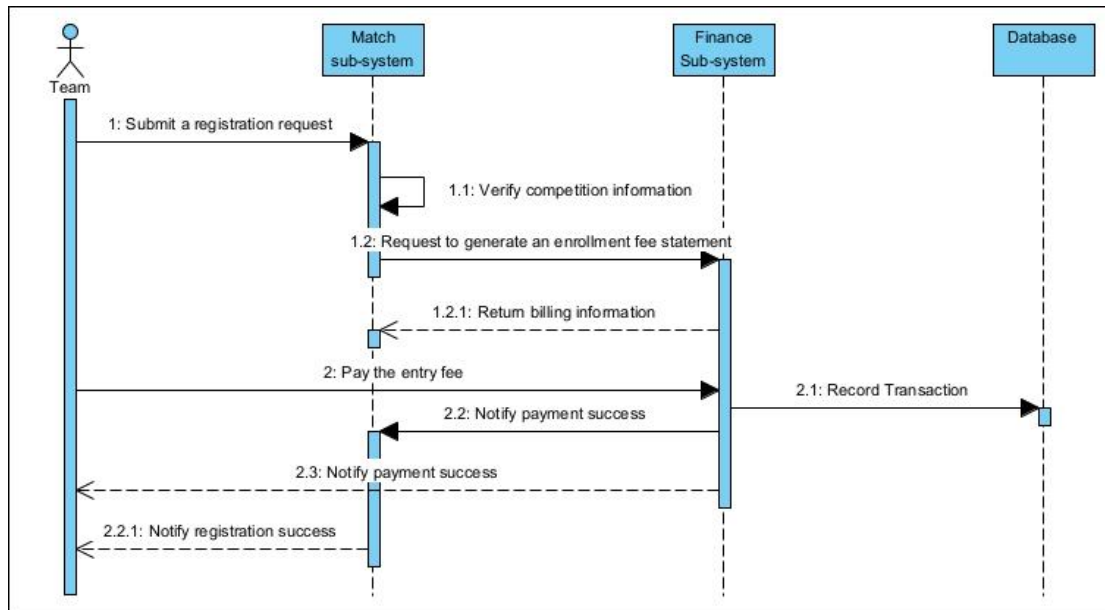 Match
sub-system
Finance
Sub-system
Database
Team
1: Submit a registration request
1.1: Verify competition information
1.2: Request to generate an enrollment fee statement
1.2.1: Return billing information
2: Pay the entry fee
2.1: Record Transaction
2.2: Notify payment success
2.3: Notify payment success
2.2.1: Notify registration success